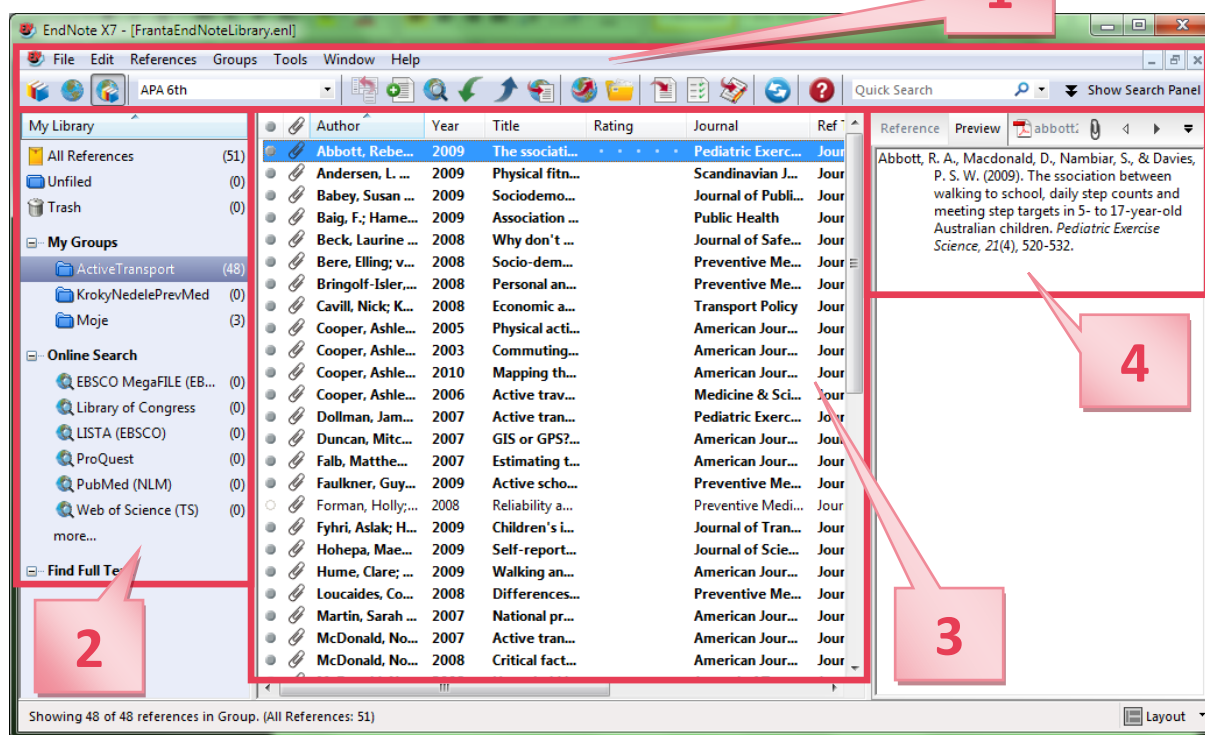 1
EndNote X7 - [FrantaEndNoteLibrary.enl]
File Edit References Groups Tools Window Help
APA 6th Quick Search Show Search Panel
My Library
All References (51)
Unfiled (0)
Trash (0)
My Groups
ActiveTransport (48)
KrokyNedelePrevMed (0)
Moje (3)
Online Search
EBSCO MegaFILE (EB... (0)
Library of Congress (0)
LISTA (EBSCO) (0)
ProQuest (0)
PubMed (NLM) (0)
Web of Science (TS) (0)
more...
Find Full
2
Author Year Title Rating Journal Ref
Abbott, Rebe... 2009 The ssociati... Pediatric Exerc... Jour
Andersen, L. ... 2009 Physical fitn... Scandinavian J... Jour
Babey, Susan ... 2009 Sociodemo... Journal of Publi... Jour
Baig, F.; Hame... 2009 Association ... Public Health Jour
Beck, Laurine ... 2008 Why don't ... Journal of Safe... Jour
Bere, Elling; v... 2008 Socio-dem... Preventive Me... Jour
Bringolf-Isler,... 2008 Personal an... Preventive Me... Jour
Cavill, Nick; K... 2008 Economic a... Transport Policy Jour
Cooper, Ashle... 2005 Physical acti... American Jour... Jour
Cooper, Ashle... 2003 Commuting... American Jour... Jour
Cooper, Ashle... 2010 Mapping th... American Jour... Jour
Cooper, Ashle... 2006 Active trav... Medicine & Sci... Jour
Dollman, Jam... 2007 Active tran... Pediatric Exerc... Jour
Duncan, Mitc... 2007 GIS or GPS?... American Jour... Jour
Falb, Matthe... 2007 Estimating t... American Jour... Jour
Faulkner, Guy... 2009 Active scho... Preventive Me... Jour
Forman, Holly;... 2008 Reliability a... Preventive Medi... Jour
Fyhri, Aslak; H... 2009 Children's i... Journal of Tran... Jour
Hohepa, Mae... 2009 Self-report... Journal of Scie... Jour
Hume, Clare; ... 2009 Walking an... American Jour... Jour
Loucaides, Co... 2008 Differences... Preventive Me... Jour
Martin, Sarah ... 2007 National pr... American Jour... Jour
McDonald, No... 2007 Active tran... American Jour... Jour
McDonald, No... 2008 Critical fact... American Jour... Jour
3
Reference Preview abbott
Abbott, R. A., Macdonald, D., Nambiar, S., & Davies,
P. S. W. (2009). The ssociation between
walking to school, daily step counts and
meeting step targets in 5- to 17-year-old
Australian children. Pediatric Exercise
Science, 21(4), 520-532.
4
Showing 48 of 48 references in Group. (All References: 51) Layout